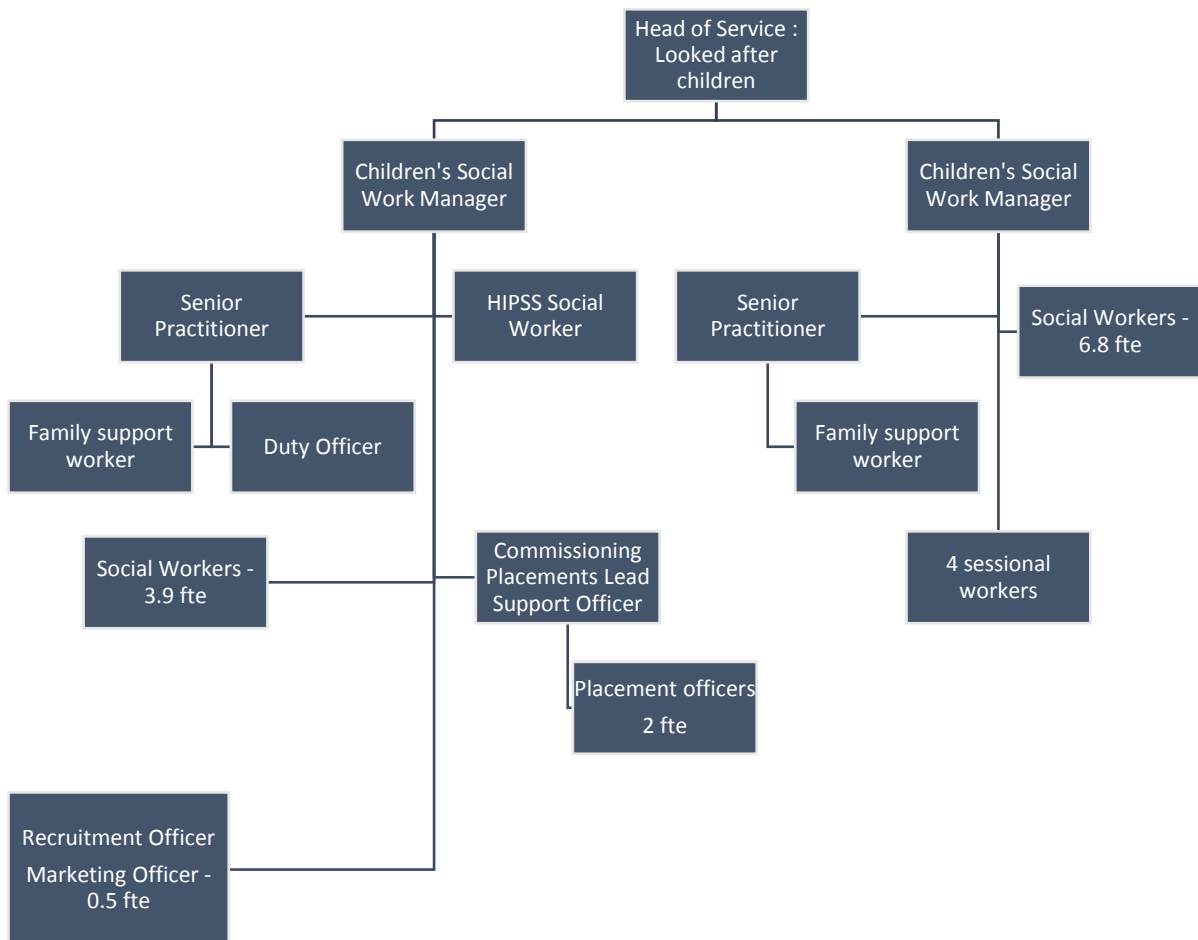 Head of Service :
Looked after
children
Children's Social
Work Manager
Children's Social
Work Manager
Senior
Practitioner
HIPSS Social
Worker
Senior
Practitioner
Social Workers -
6.8 fte
Family support
worker
Duty Officer
Family support
worker
Social Workers -
3.9 fte
Commissioning
Placements Lead
Support Officer
4 sessional
workers
Placement officers
2 fte
Recruitment Officer
Marketing Officer -
0.5 fte